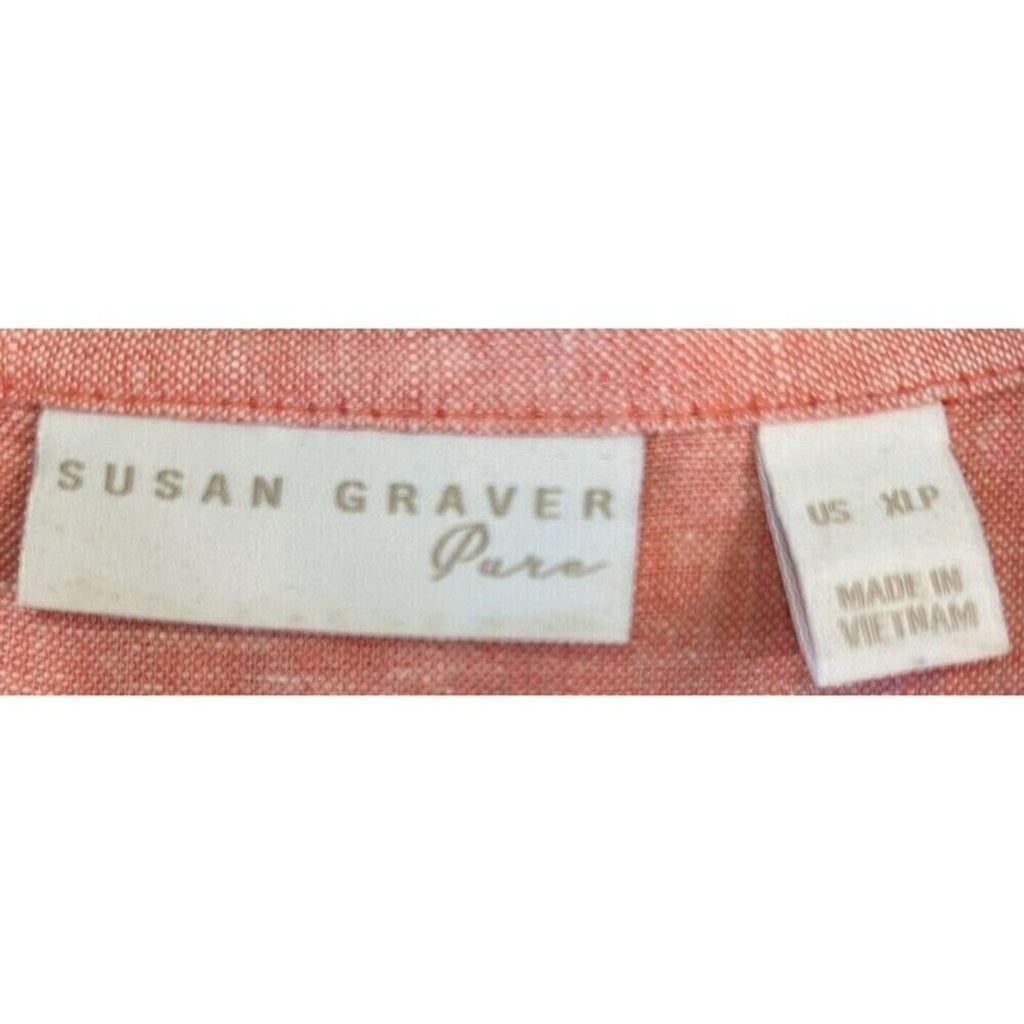 SUSAN GRAVER
Pure
US XLP
MADE IN
VIETNAM